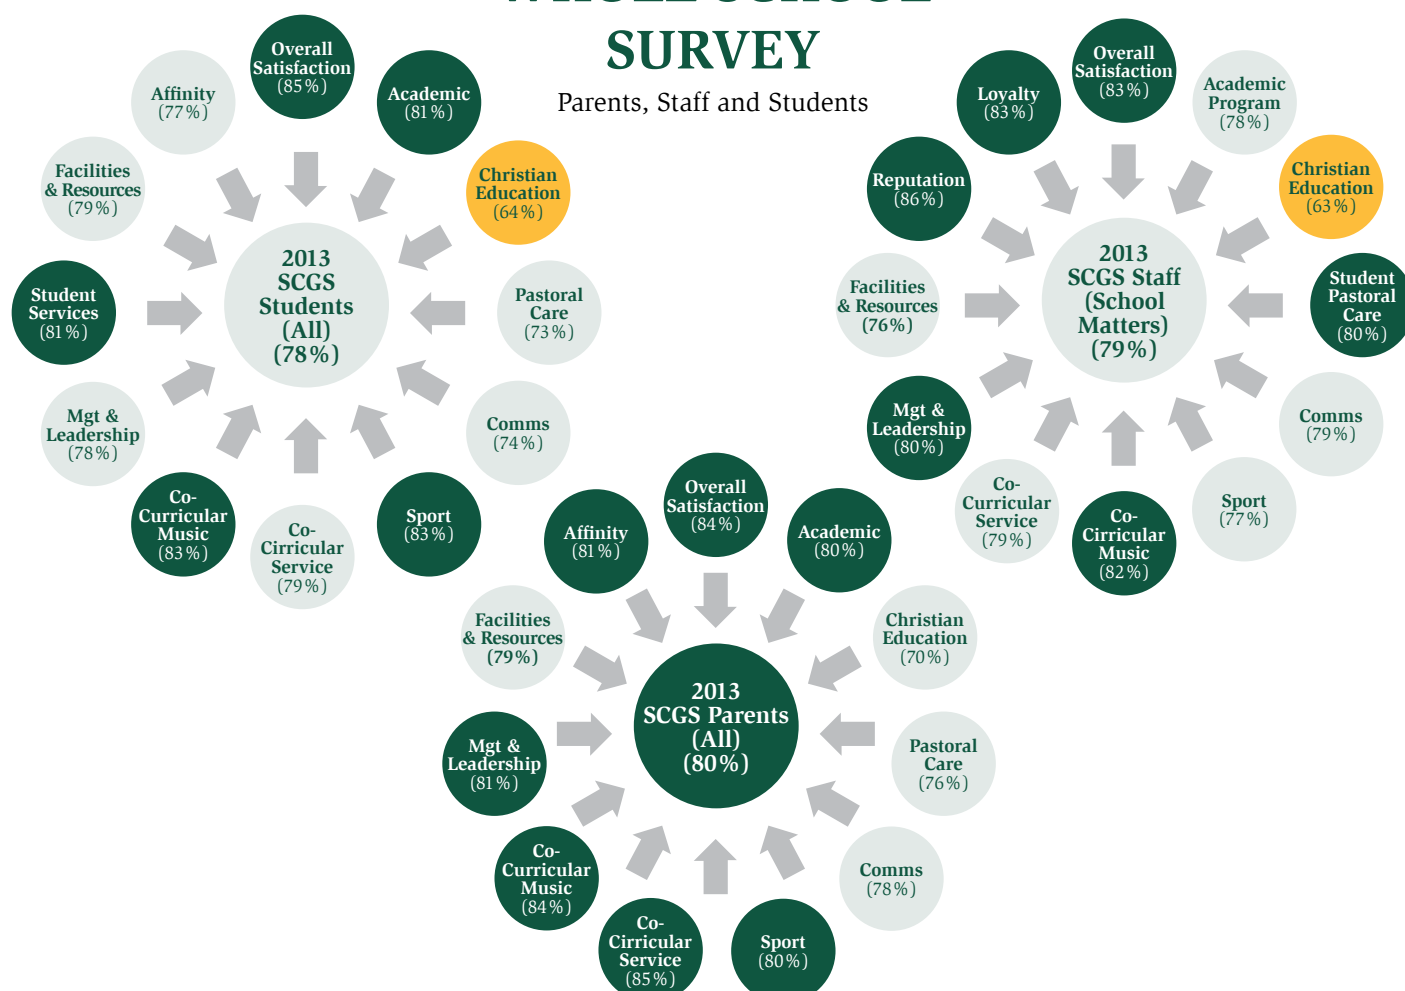 SURVEY
Parents, Staff and Students
Overall
Satisfaction
(85%)
Academic
(81%)
Christian
Education
(64%)
Pastoral
Care
(73%)
Comms
(74%)
Sport
(83%)
Co-
Cirricular
Service
(79%)
Co-
Curricular
Music
(83%)
Mgt &
Leadership
(78%)
Student
Services
(81%)
Facilities
& Resources
(79%)
Affinity
(77%)
2013
SCGS
Students
(All)
(78%)
Overall
Satisfaction
(83%)
Academic
Program
(78%)
Christian
Education
(63%)
Student
Pastoral
Care
(80%)
Comms
(79%)
Sport
(77%)
Co-
Cirricular
Music
(82%)
Co-
Curricular
Service
(79%)
Mgt &
Leadership
(80%)
Facilities
& Resources
(76%)
Reputation
(86%)
Loyalty
(83%)
2013
SCGS Staff
(School
Matters)
(79%)
Overall
Satisfaction
(84%)
Academic
(80%)
Christian
Education
(70%)
Pastoral
Care
(76%)
Comms
(78%)
Sport
(80%)
Co-
Cirricular
Service
(85%)
Co-
Curricular
Music
(84%)
Mgt &
Leadership
(81%)
Facilities
& Resources
(79%)
Affinity
(81%)
2013
SCGS Parents
(All)
(80%)